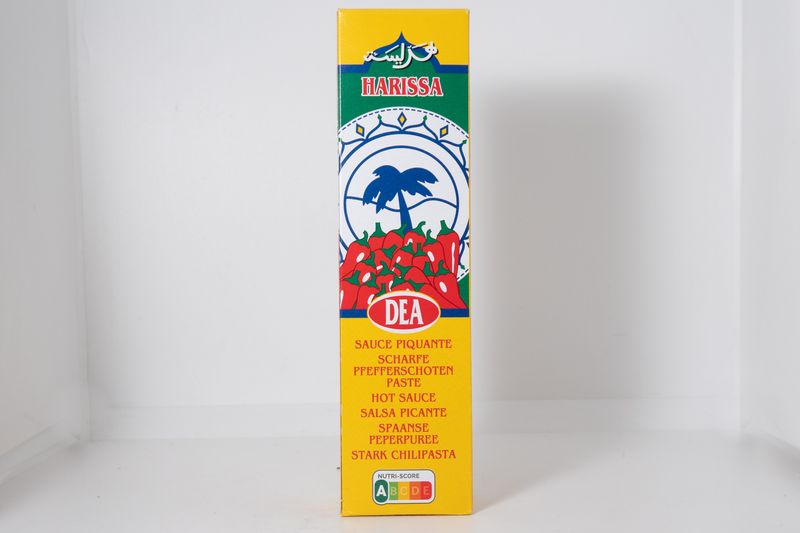 هريسة
HARISSA
DEA
SAUCE PIQUANTE
SCHARFE
PFEFFERSCHOTEN
PASTE
HOT SAUCE
SALSA PICANTE
SPAANSE
PEPERPUREE
STARK CHILIPASTA
NUTRI-SCORE
A B C D E